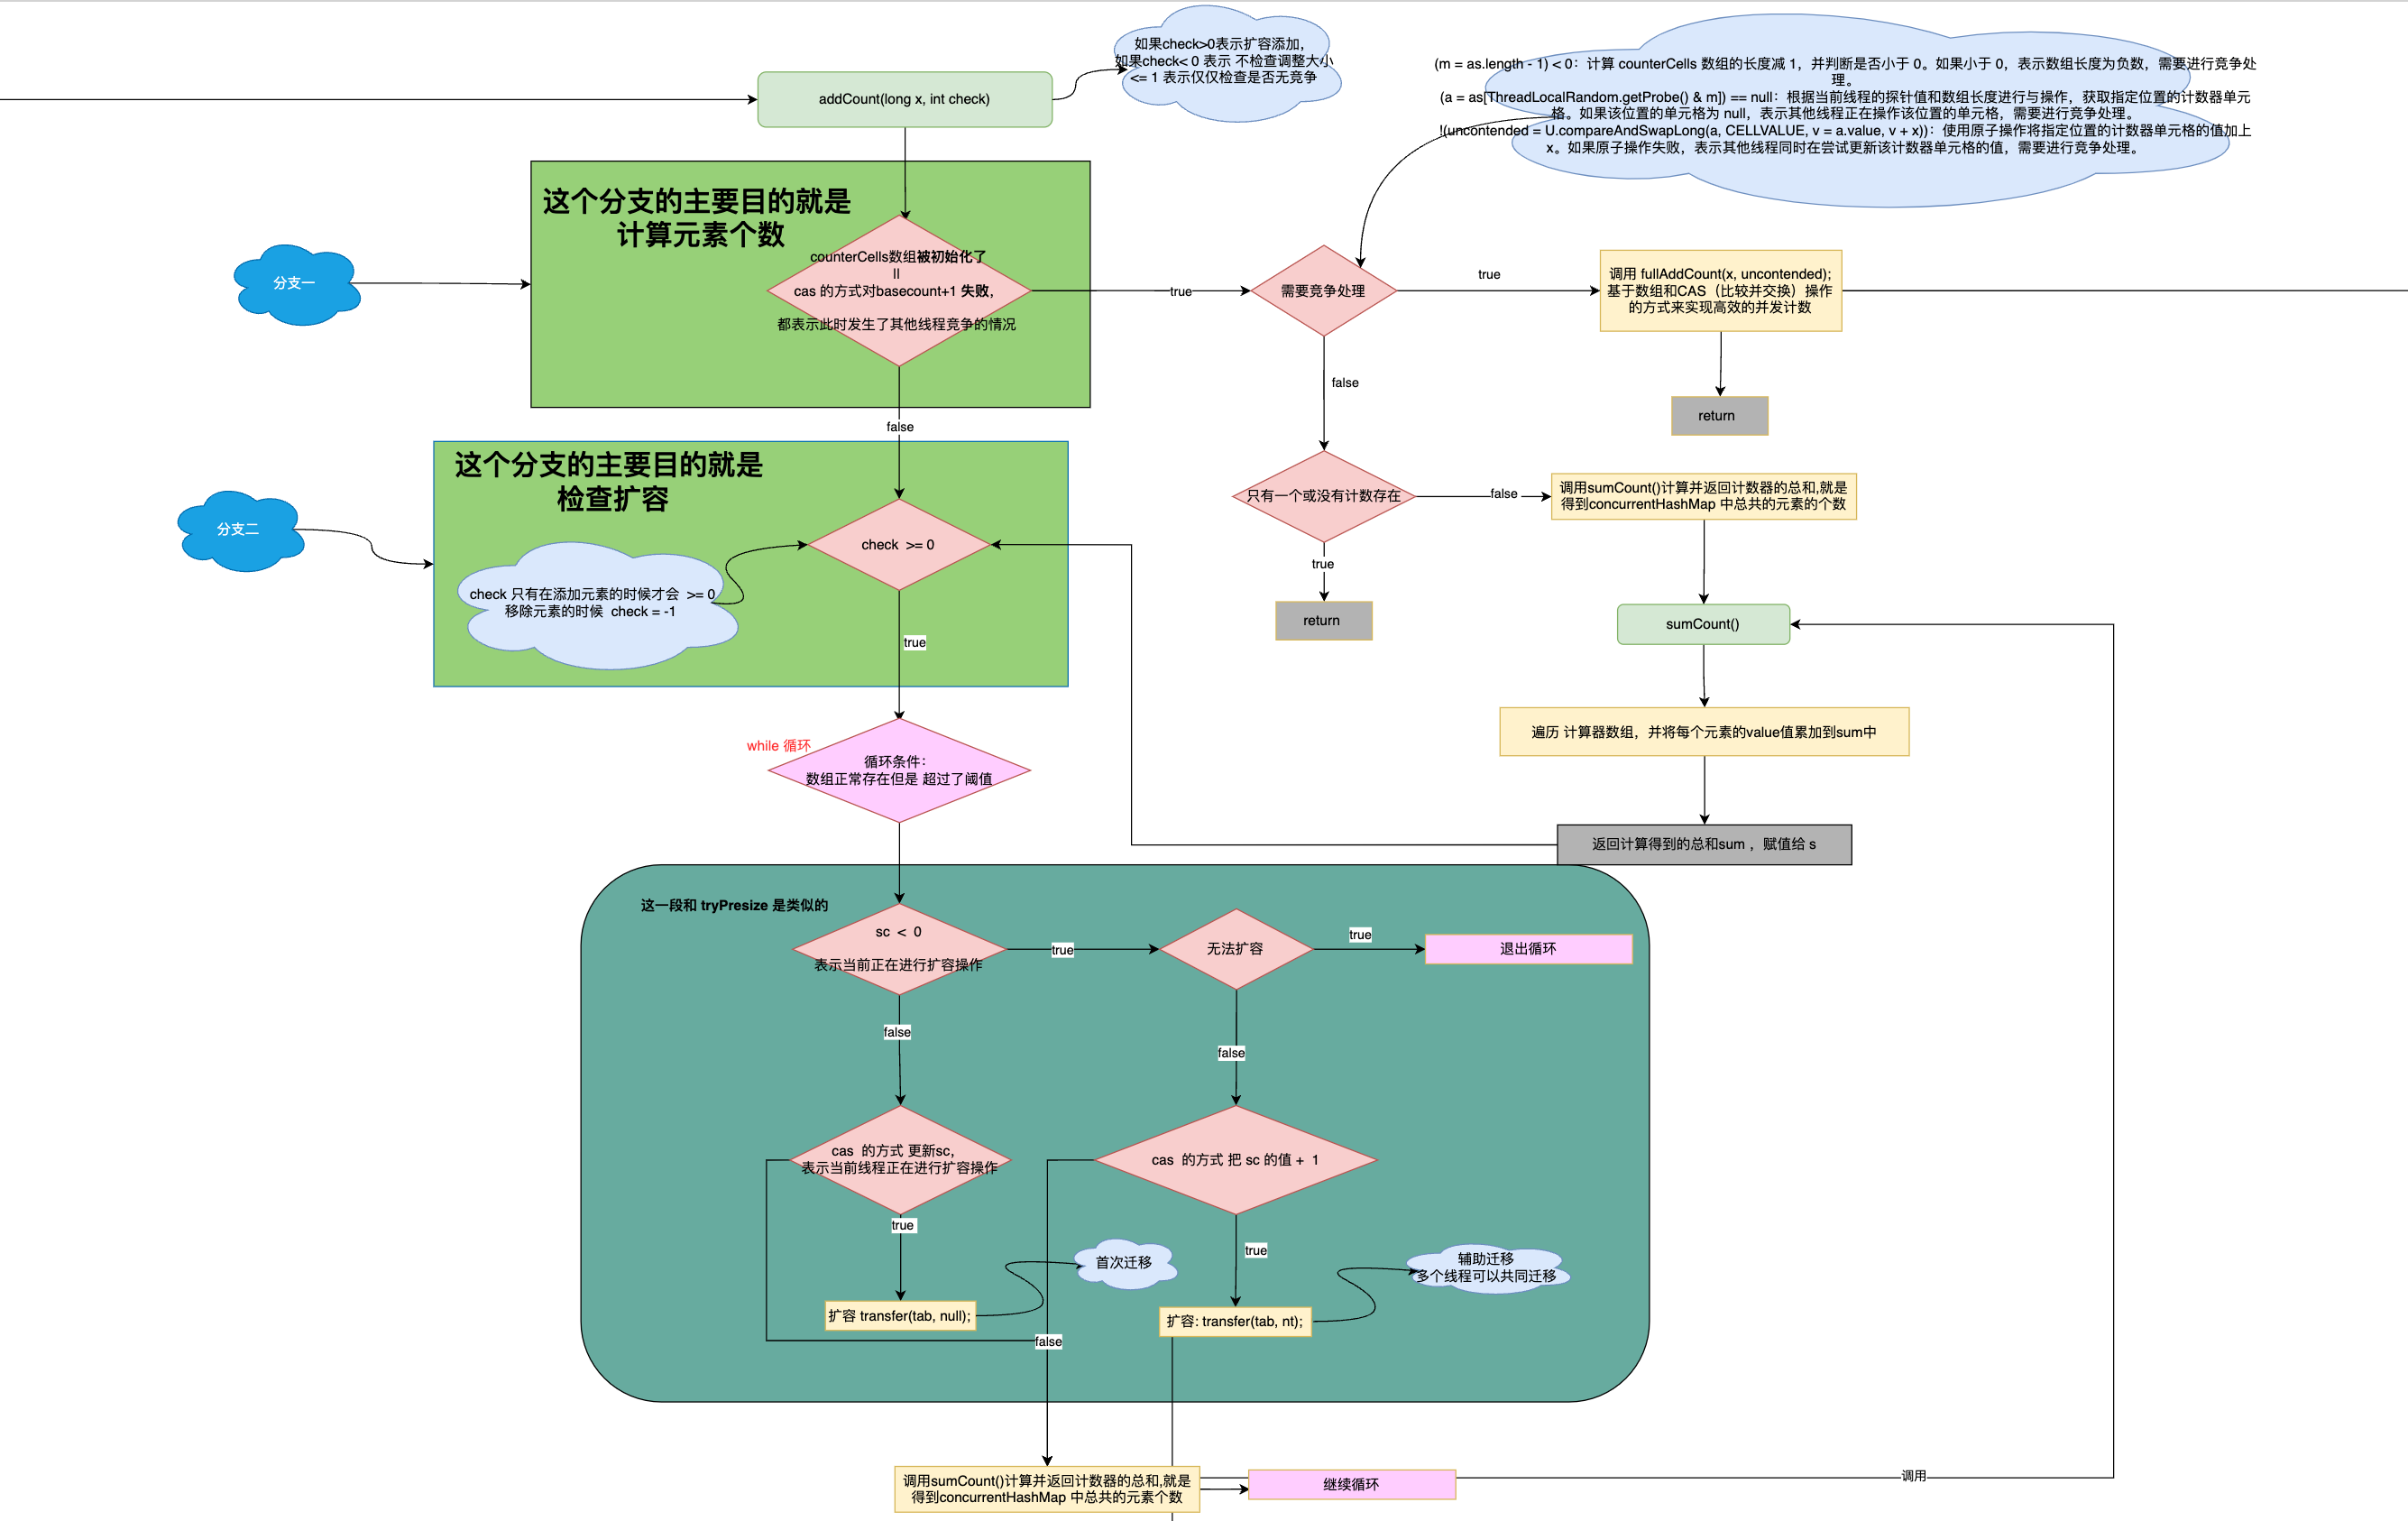 如果check>0表示扩容添加,
如果check< 0 表示 不检查调整大小
<= 1 表示仅仅检查是否无竞争
addCount(long x, int check)
(m = as.length - 1) < 0：计算 counterCells 数组的长度减 1，并判断是否小于 0。如果小于 0，表示数组长度为负数，需要进行竞争处
理。
(a = as[ThreadLocalRandom.getProbe() & m]) == null：根据当前线程的探针值和数组长度进行与操作，获取指定位置的计数器单元
格。如果该位置的单元格为 null，表示其他线程正在操作该位置的单元格，需要进行竞争处理。
!(uncontended = U.compareAndSwapLong(a, CELLVALUE, v = a.value, v + x))：使用原子操作将指定位置的计数器单元格的值加上
x。如果原子操作失败，表示其他线程同时在尝试更新该计数器单元格的值，需要进行竞争处理。
这个分支的主要目的就是
计算元素个数
分支一
counterCells数组被初始化了
||
cas 的方式对basecount+1 失败，
都表示此时发生了其他线程竞争的情况
true
需要竞争处理
true
调用 fullAddCount(x, uncontended);
基于数组和CAS（比较并交换）操作
的方式来实现高效的并发计数
return
false
false
这个分支的主要目的就是
检查扩容
分支二
check >= 0
check 只有在添加元素的时候才会 >= 0
移除元素的时候 check = -1
true
只有一个或没有计数存在
false
调用sumCount()计算并返回计数器的总和,就是
得到concurrentHashMap 中总共的元素的个数
true
return
sumCount()
遍历 计算器数组，并将每个元素的value值累加到sum中
返回计算得到的总和sum ，赋值给 s
while 循环
循环条件：
数组正常存在但是 超过了阈值
这一段和 tryPresize 是类似的
sc < 0
表示当前正在进行扩容操作
true
无法扩容
true
退出循环
false
false
cas 的方式 更新sc，
表示当前线程正在进行扩容操作
cas 的方式 把 sc 的值 + 1
true
true
首次迁移
辅助迁移
多个线程可以共同迁移
扩容 transfer(tab, null);
扩容: transfer(tab, nt);
false
调用sumCount()计算并返回计数器的总和,就是
得到concurrentHashMap 中总共的元素个数
继续循环
调用